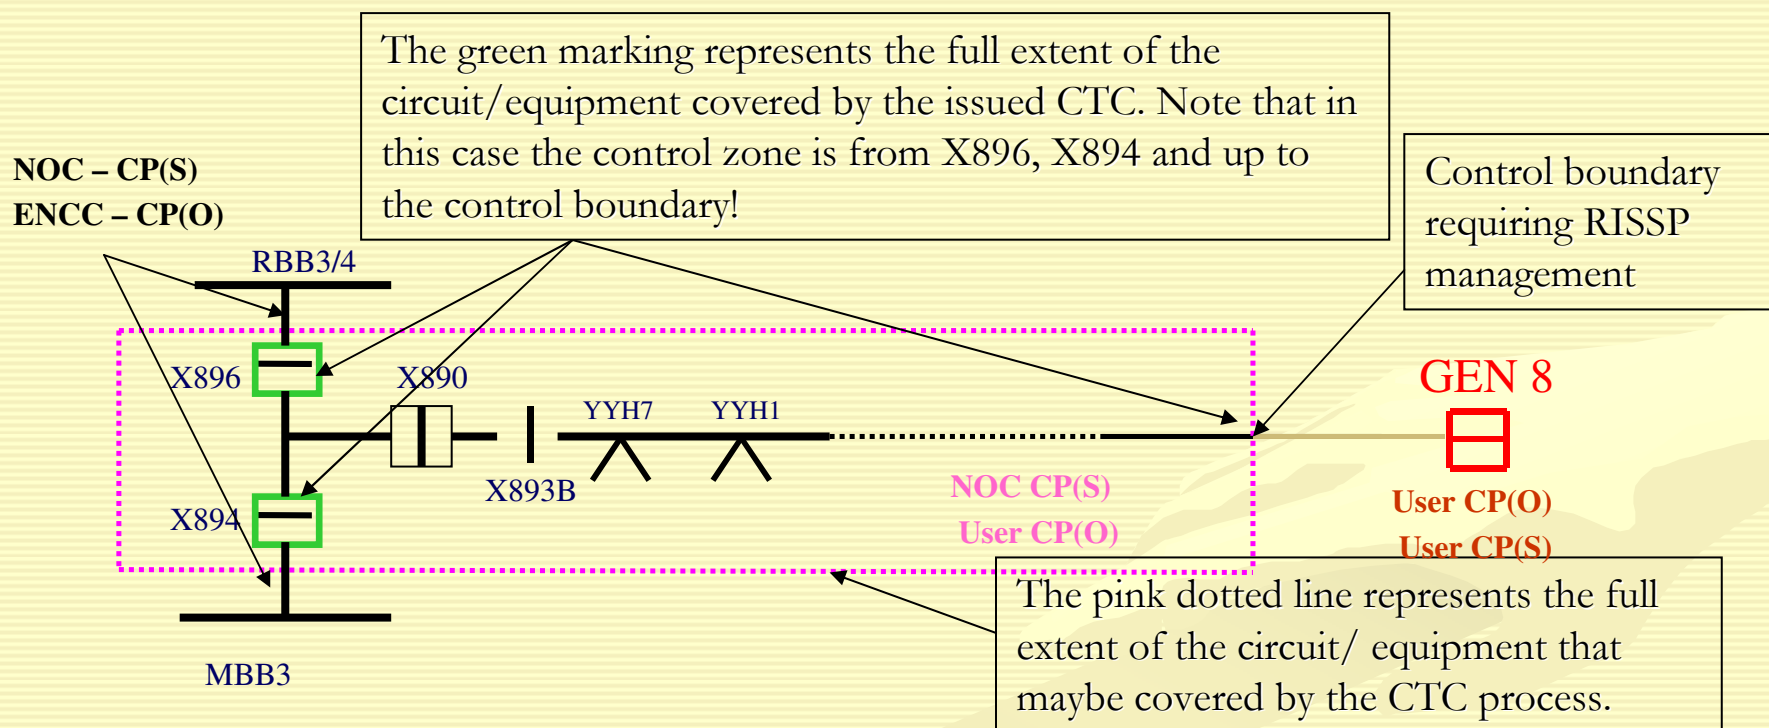 The green marking represents the full extent of the
circuit/equipment covered by the issued CTC. Note that in
this case the control zone is from X896, X894 and up to
the control boundary!
NOC – CP(S)
ENCC – CP(O)
Control boundary
requiring RISSP
management
RBB3/4
X896
X890
YYH7
YYH1
GEN 8
X893B
X894
NOC CP(S)
User CP(O)
User CP(O)
User CP(S)
MBB3
The pink dotted line represents the full
extent of the circuit/ equipment that
maybe covered by the CTC process.